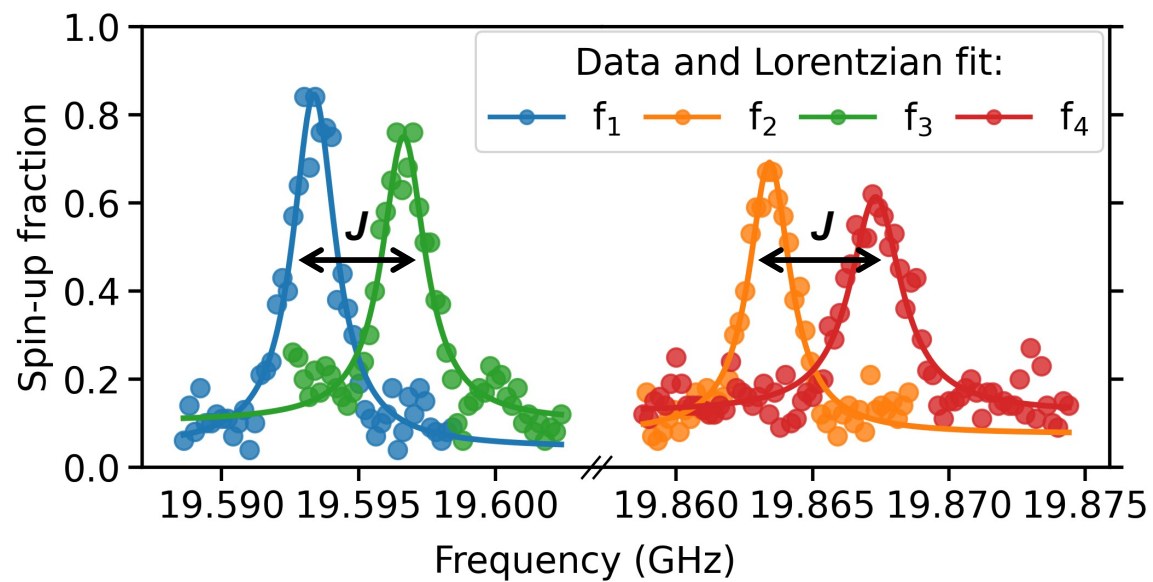 Data and Lorentzian fit:
f₁ f₂ f₃ f₄
Spin-up fraction
1.0
0.8
0.6
0.4
0.2
0.0
J
J
19.590 19.595 19.600 19.860 19.865 19.870 19.875
Frequency (GHz)